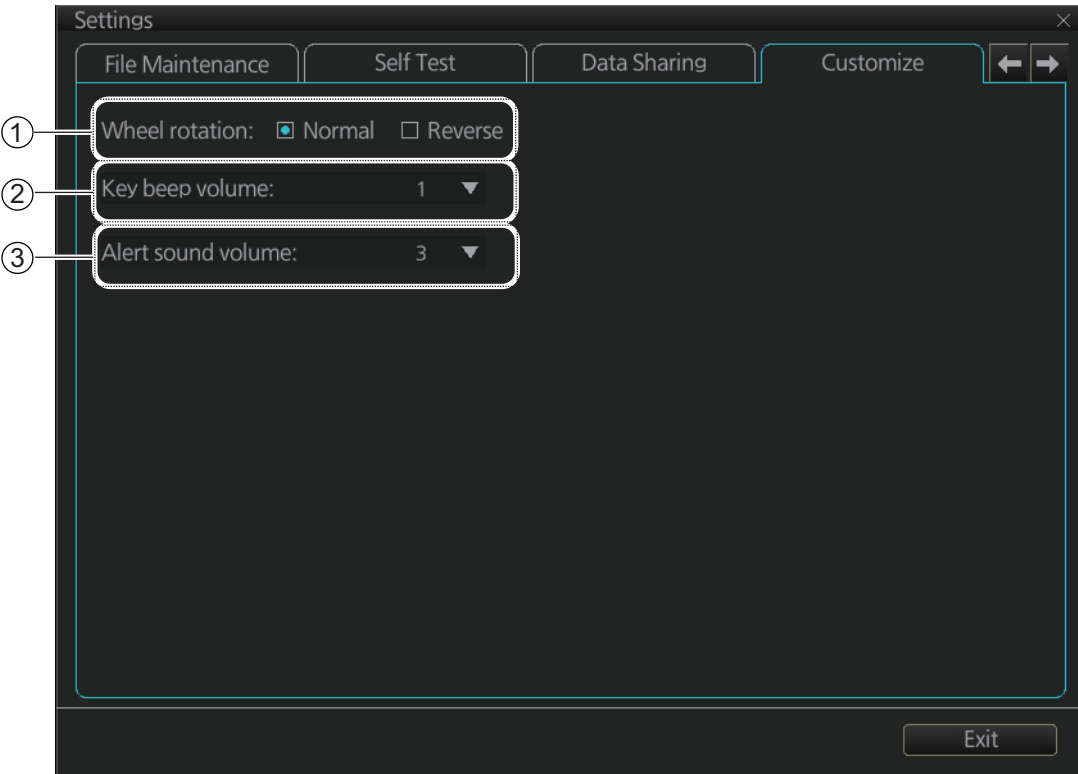 Settings
File Maintenance Self Test Data Sharing Customize
① Wheel rotation: Normal Reverse
② Key beep volume: 1
③ Alert sound volume: 3
Exit